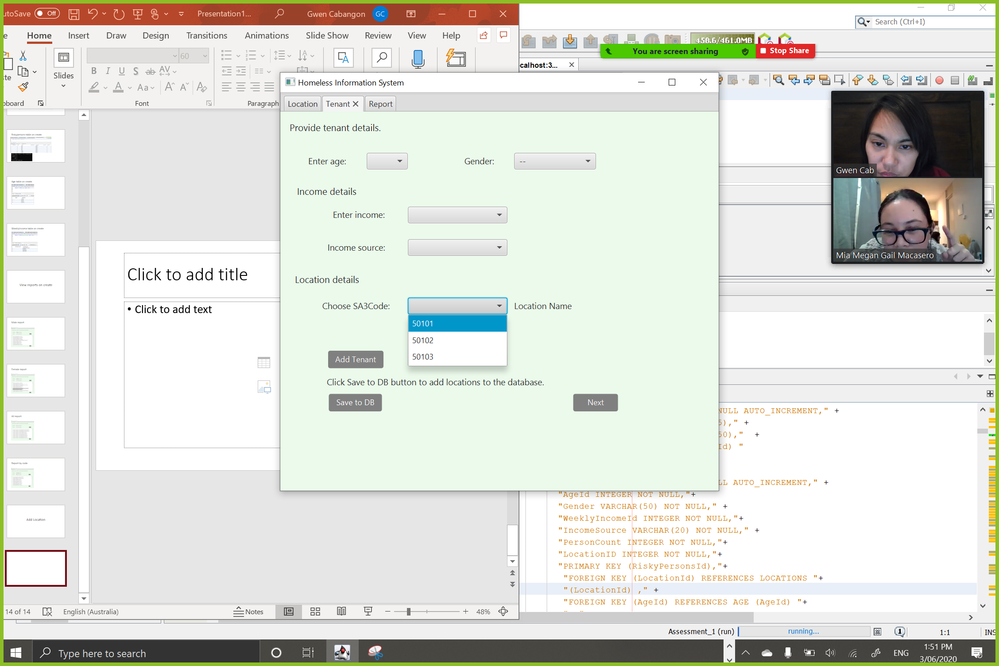 utoSave Off Presentation1... Gwen Cabangon GC
Search (Ctrl+I)
e Home Insert Draw Design Transitions Animations Slide Show Review View Help
458.6/461.0MB
You are screen sharing Stop Share
60
ocalhost:3...
ste Slides
B I U S ab AV
A Aa A A
board Font Paragraph
Homeless Information System
Location Tenant Report
Provide tenant details.
Enter age: Gender: --
Income details
Enter income:
Income source:
Location details
Choose SA3Code: Location Name
50101
50102
50103
Add Tenant
Click Save to DB button to add locations to the database.
Save to DB Next
Gwen Cab
Mia Megan Gail Macasero
Riskypersons table on create
Age table on create
WeeklyIncome table on create
View reports on create
Male report
Female report
All report
Report by code
Add Location
Click to add title
• Click to add text
NULL AUTO_INCREMENT," +
5)," +
50)," +
Id) "
LL AUTO_INCREMENT," +
"AgeId INTEGER NOT NULL,"+
"Gender VARCHAR(50) NOT NULL," +
"WeeklyIncomeId INTEGER NOT NULL,"+
"IncomeSource VARCHAR(20) NOT NULL," +
"PersonCount INTEGER NOT NULL,"+
"LocationID INTEGER NOT NULL,"+
"PRIMARY KEY (RiskyPersonsId),"+
"FOREIGN KEY (LocationId) REFERENCES LOCATIONS "+
"(LocationId) ," +
"FOREIGN KEY (AgeId) REFERENCES AGE (AgeId) "+
14 of 14 English (Australia) Notes 48%
Assessment_1 (run) running... 1 1:1 INS
Type here to search
ENG 1:51 PM
3/06/2020